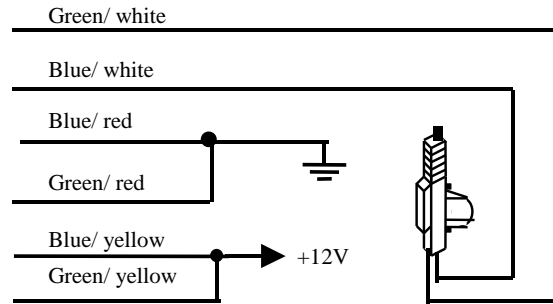 Green/ white
Blue/ white
Blue/ red
Green/ red
Blue/ yellow
+12V
Green/ yellow